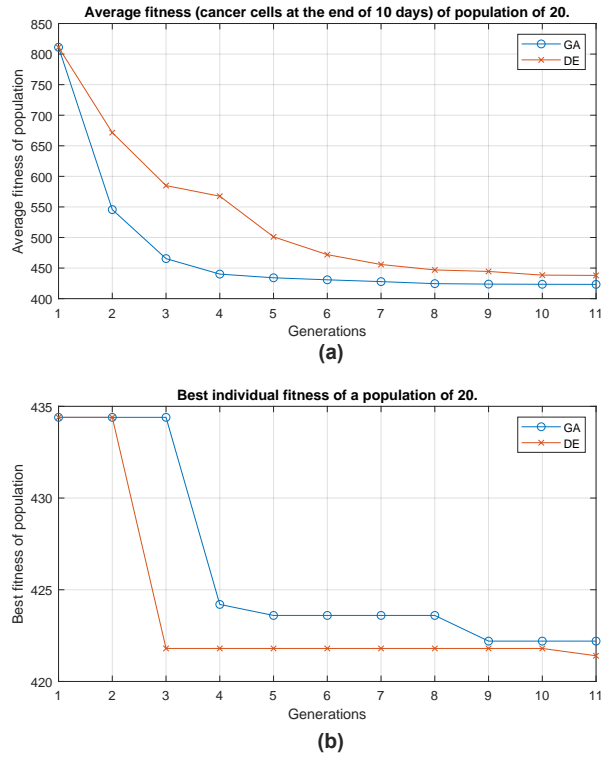 Average fitness (cancer cells at the end of 10 days) of population of 20.
850
800
750
700
650
600
550
500
450
400
Average fitness of population
GA
DE
1 2 3 4 5 6 7 8 9 10 11
Generations
(a)
Best individual fitness of a population of 20.
435
430
425
420
Best fitness of population
GA
DE
1 2 3 4 5 6 7 8 9 10 11
Generations
(b)